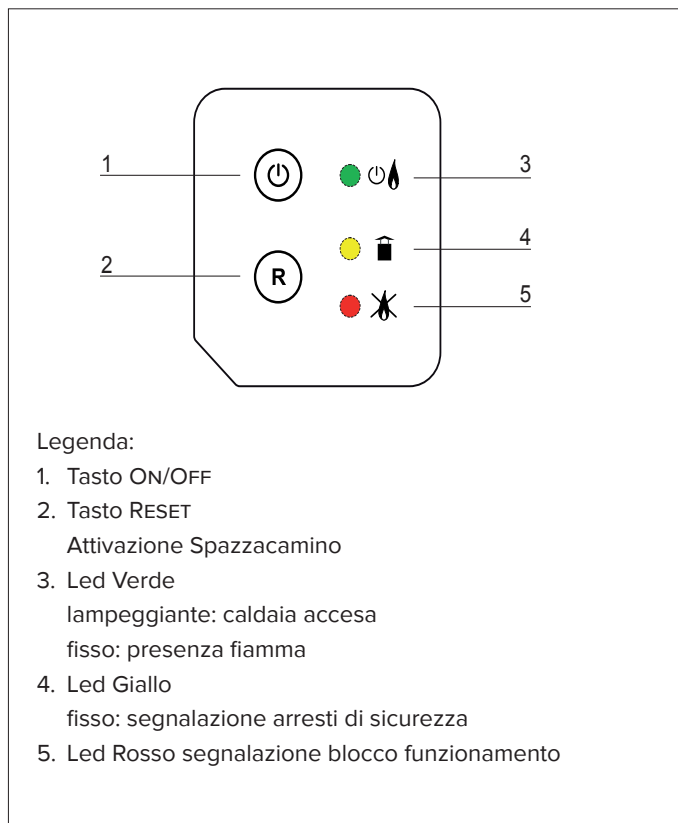 1
2
R
3
4
5
Legenda:
1. Tasto ON/OFF
2. Tasto RESET
Attivazione Spazzacamino
3. Led Verde
lampeggiante: caldaia accesa
fisso: presenza fiamma
4. Led Giallo
fisso: segnalazione arresti di sicurezza
5. Led Rosso segnalazione blocco funzionamento